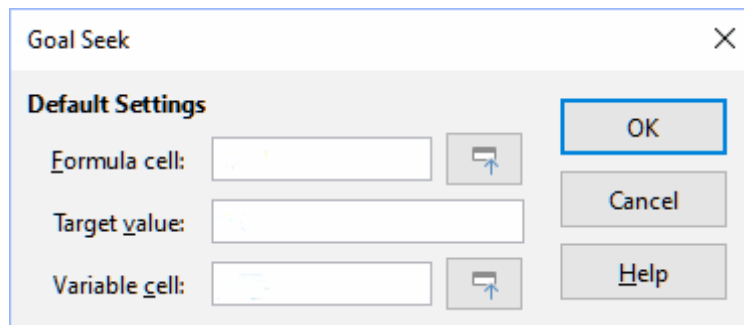 Goal Seek
Default Settings
Formula cell:
OK
Target value:
Cancel
Variable cell:
Help